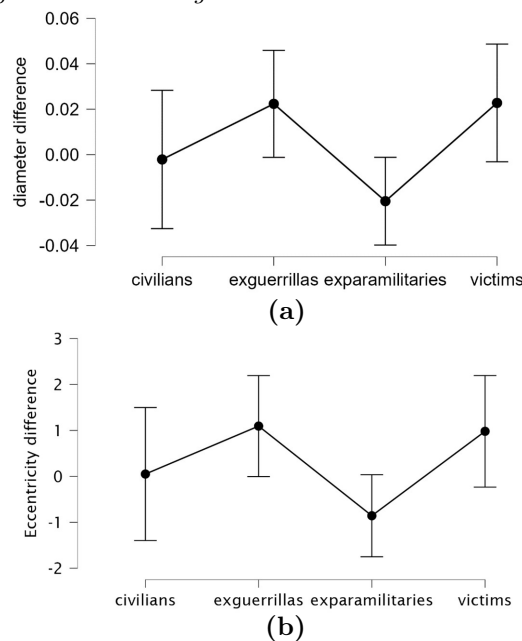 0.06
0.04
0.02
0.00
-0.02
-0.04
diameter difference
civilians exguerrillas exparamilitaries victims
(a)
3
2
1
0
-1
-2
Eccentricity difference
civilians exguerrillas exparamilitaries victims
(b)